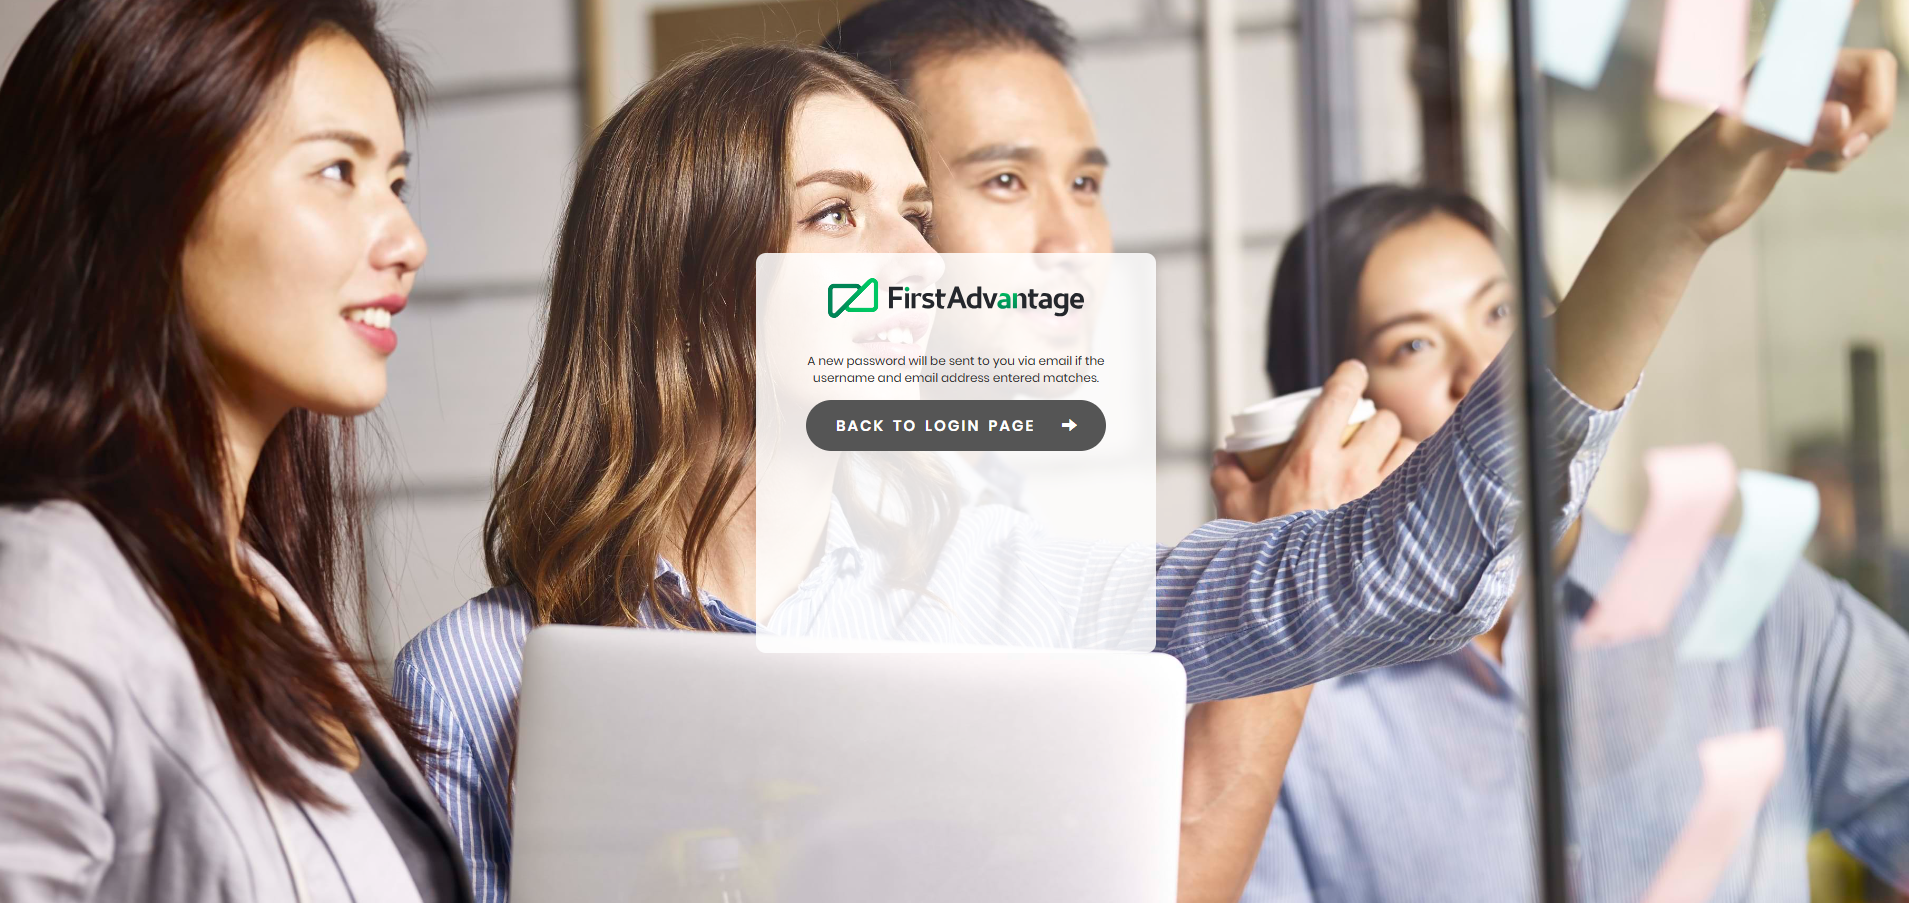 FirstAdvantage
A new password will be sent to you via email if the
username and email address entered matches.
BACK TO LOGIN PAGE